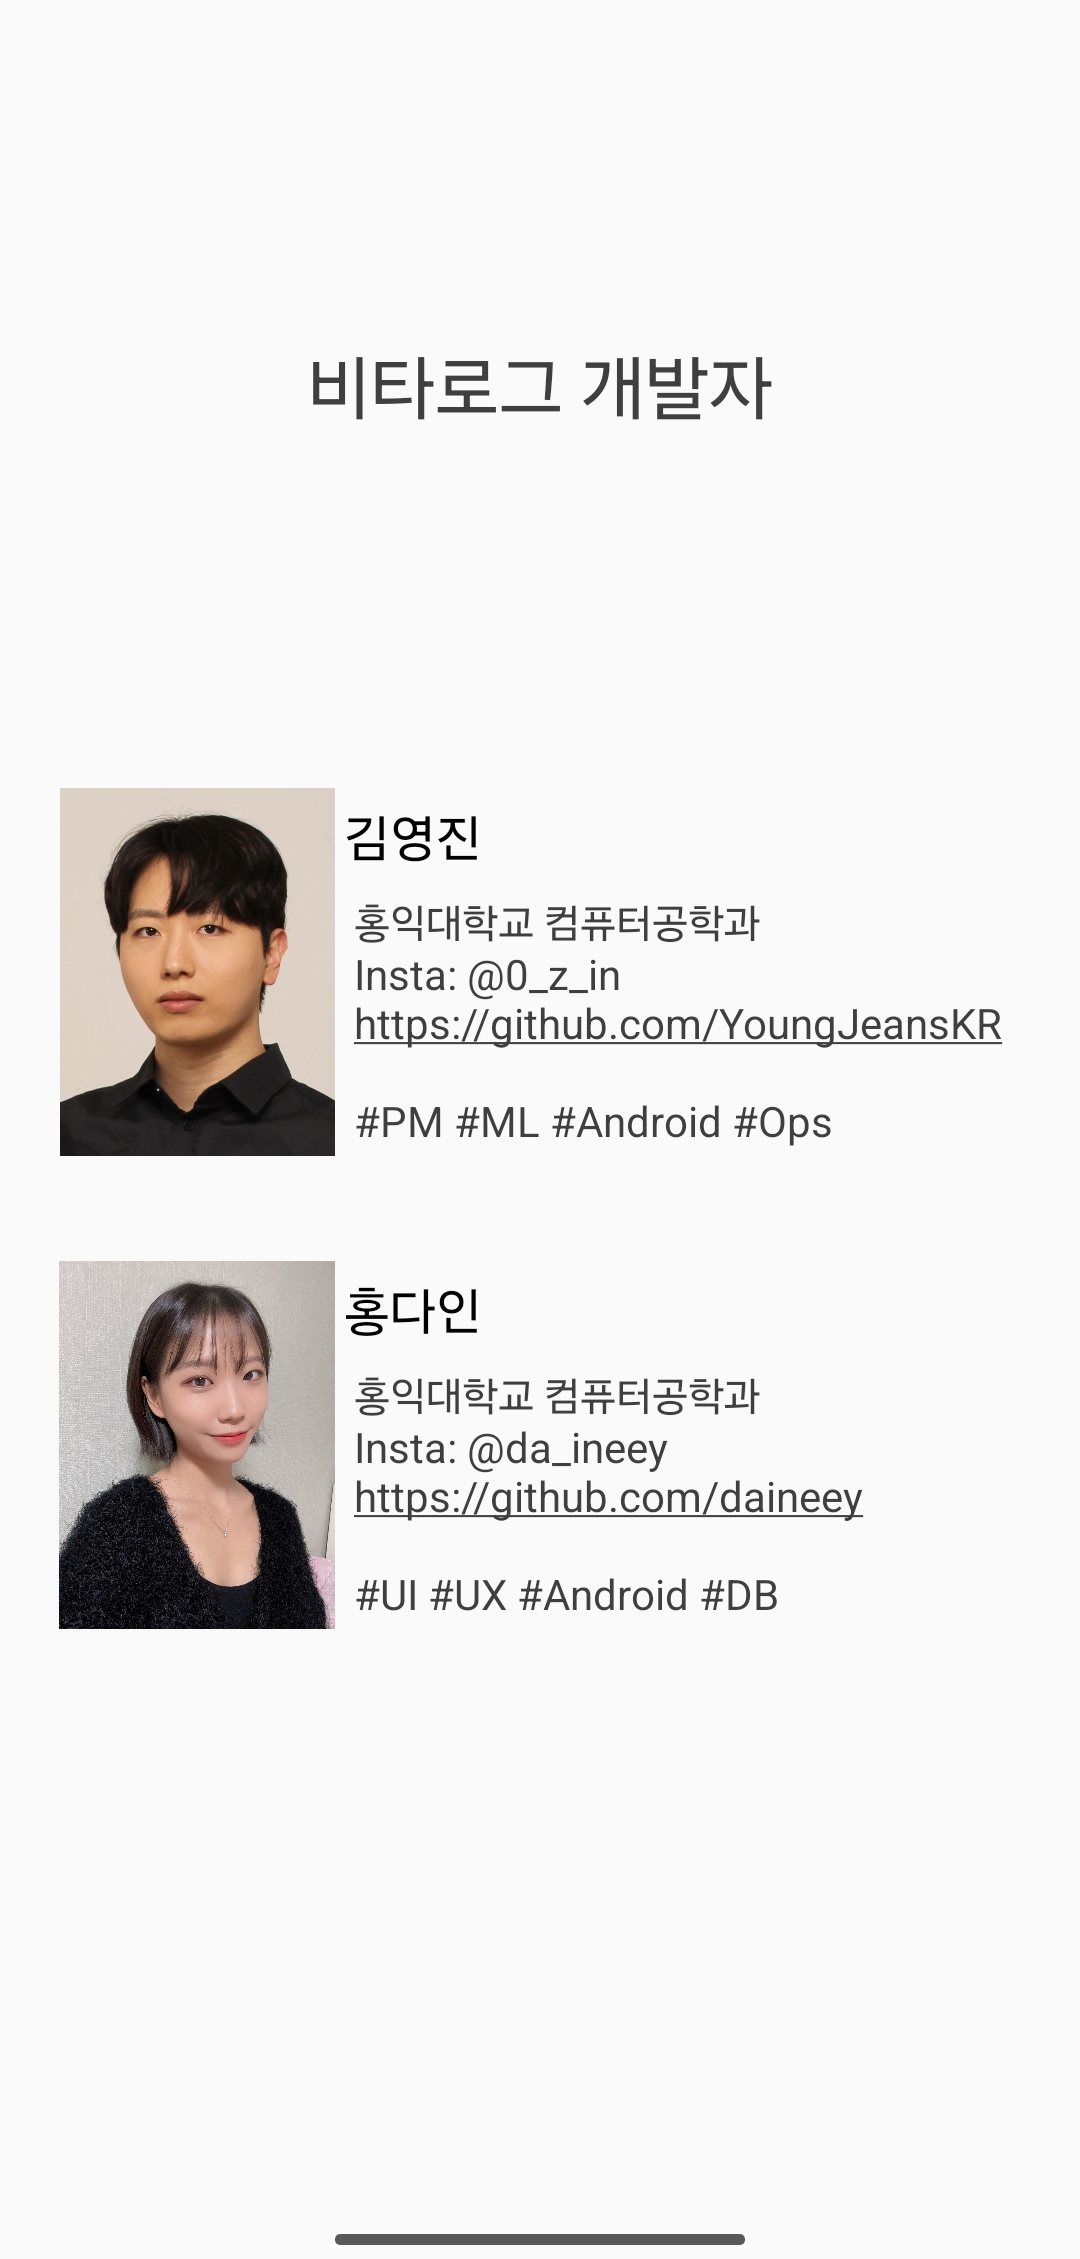 비타로그 개발자
김영진
홍익대학교 컴퓨터공학과
Insta: @0_z_in
https://github.com/YoungJeansKR
#PM #ML #Android #Ops
홍다인
홍익대학교 컴퓨터공학과
Insta: @da_ineey
https://github.com/daineey
#UI #UX #Android #DB